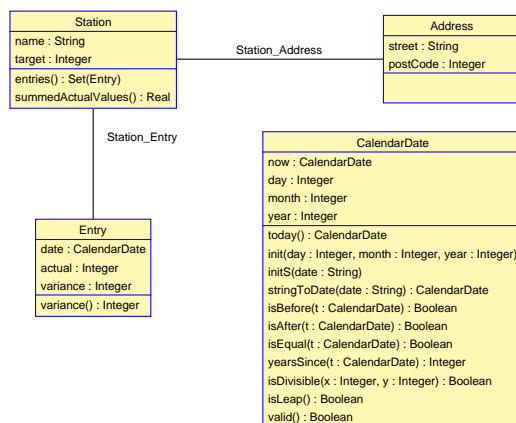 Station
name : String
target : Integer
entries() : Set(Entry)
summedActualValues() : Real
Station_Address
Address
street : String
postCode : Integer
Station_Entry
Entry
date : CalendarDate
actual : Integer
variance : Integer
variance() : Integer
CalendarDate
now : CalendarDate
day : Integer
month : Integer
year : Integer
today() : CalendarDate
init(day : Integer, month : Integer, year : Integer)
initS(date : String)
stringToDate(date : String) : CalendarDate
isBefore(t : CalendarDate) : Boolean
isAfter(t : CalendarDate) : Boolean
isEqual(t : CalendarDate) : Boolean
yearsSince(t : CalendarDate) : Integer
isDivisible(x : Integer, y : Integer) : Boolean
isLeap() : Boolean
valid() : Boolean